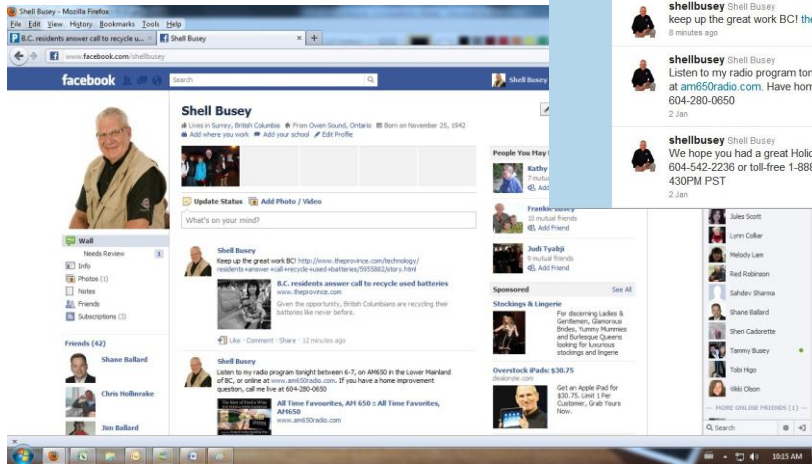 Shell Busey - Mozilla Firefox
File Edit View History Bookmarks Tools Help
B.C. residents answer call to recycle u...
Shell Busey
www.facebook.com/shellbusey
facebook
Search
Shell Busey
Shell Busey
Lives in Surrey, British Columbia From Owen Sound, Ontario Born on November 25, 1942
Add where you work Add your school Edit Profile
Update Status Add Photo / Video
What's on your mind?
Wall
Needs Review 1
Info
Photos (1)
Notes
Friends
Subscriptions (3)
Friends (42)
Shane Ballard
Chris Hollinrake
Jim Ballard
Shell Busey
Keep up the great work BC! http://www.theprovince.com/technology/
residents+answer+call+recycle+used+batteries/5935882/story.html
B.C. residents answer call to recycle used batteries
www.theprovince.com
Given the opportunity, British Columbians are recycling their
batteries like never before.
Like · Comment · Share · 12 minutes ago
Shell Busey
Listen to my radio program tonight between 6-7, on AM650 in the Lower Mainland
of BC, or online at www.am650radio.com. If you have a home improvement
question, call me live at 604-280-0650
All Time Favourites, AM 650 :: All Time Favorites,
AM650
www.am650radio.com
People You May
Kathy
7 mutual
Add
Frankie Busey
10 mutual friends
Add Friend
Judi Tyabji
9 mutual friends
Add Friend
Sponsored See All
Stockings & Lingerie
For discerning Ladies &
Gentlemen, Glamorous
Brides, Yummy Mummies
and Burlesque Queens
looking for luxurious
stockings and lingerie
Overstock iPads: $30.75
dealonzie.com
Get an Apple iPad for
$30.75. Limit 1 Per
Customer, Grab Yours
Now.
shellbusey Shell Busey
keep up the great work BC! the
8 minutes ago
shellbusey Shell Busey
Listen to my radio program ton
at am650radio.com. Have hom
604-280-0650
2 Jan
shellbusey Shell Busey
We hope you had a great Holid
604-542-2236 or toll-free 1-888
430PM PST
2 Jan
Jules Scott
Lynn Collar
Melody Lam
Red Robinson
Sahdev Sharma
Shane Ballard
Sheri Cadorette
Tammy Busey
Tobi Higo
Vikki Olson
MORE ONLINE FRIENDS (1)
Search
10:15 AM